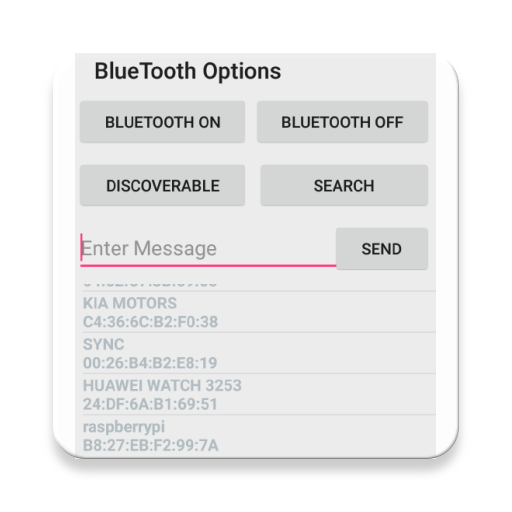 BlueTooth Options
BLUETOOTH ON
BLUETOOTH OFF
DISCOVERABLE
SEARCH
Enter Message
SEND
KIA MOTORS
C4:36:6C:B2:F0:38
SYNC
00:26:B4:B2:E8:19
HUAWEI WATCH 3253
24:DF:6A:B1:69:51
raspberrypi
B8:27:EB:F2:99:7A